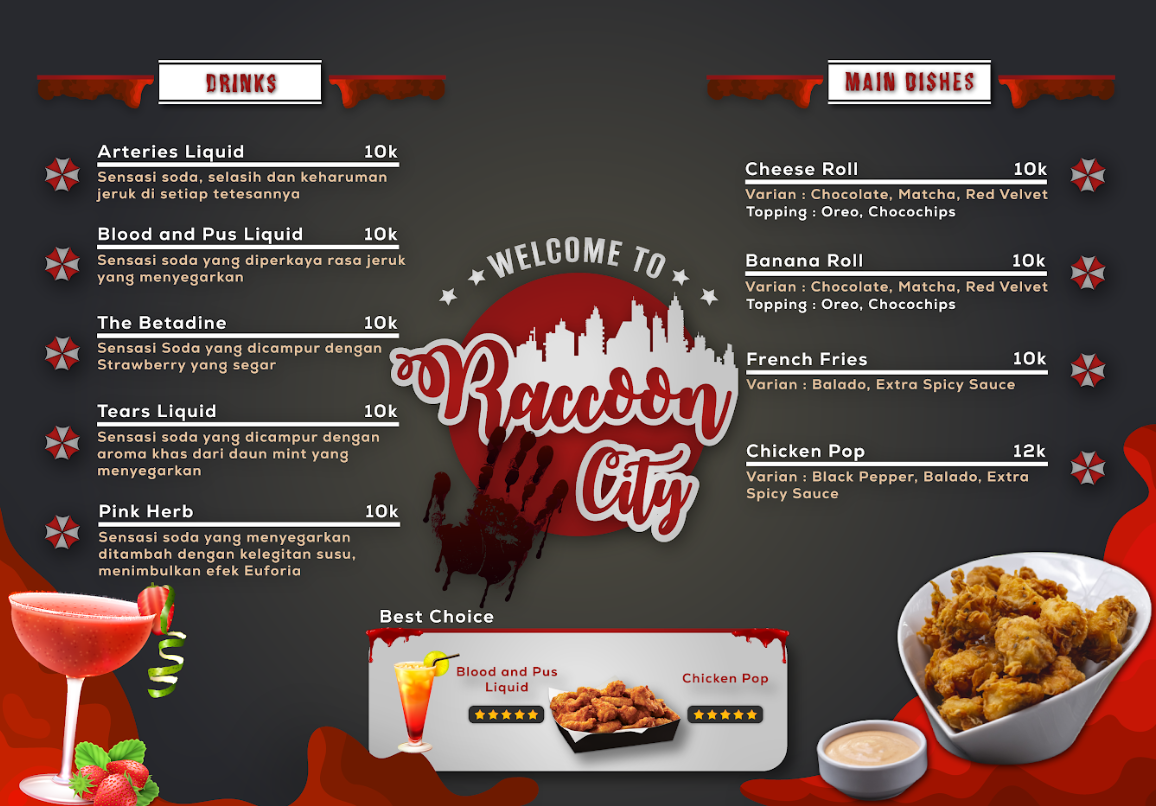 DRINKS
Arteries Liquid 10k
Sensasi soda, selasih dan keharuman
jeruk di setiap tetesannya
Blood and Pus Liquid 10k
Sensasi soda yang diperkaya rasa jeruk
yang menyegarkan
The Betadine 10k
Sensasi Soda yang dicampur dengan
Strawberry yang segar
Tears Liquid 10k
Sensasi soda yang dicampur dengan
aroma khas dari daun mint yang
menyegarkan
Pink Herb 10k
Sensasi soda yang menyegarkan
ditambah dengan kelegitan susu,
menimbulkan efek Euforia
WELCOME TO
Raccoon
City
MAIN DISHES
Cheese Roll 10k
Varian : Chocolate, Matcha, Red Velvet
Topping : Oreo, Chocochips
Banana Roll 10k
Varian : Chocolate, Matcha, Red Velvet
Topping : Oreo, Chocochips
French Fries 10k
Varian : Balado, Extra Spicy Sauce
Chicken Pop 12k
Varian : Black Pepper, Balado, Extra
Spicy Sauce
Best Choice
Blood and Pus
Liquid
Chicken Pop